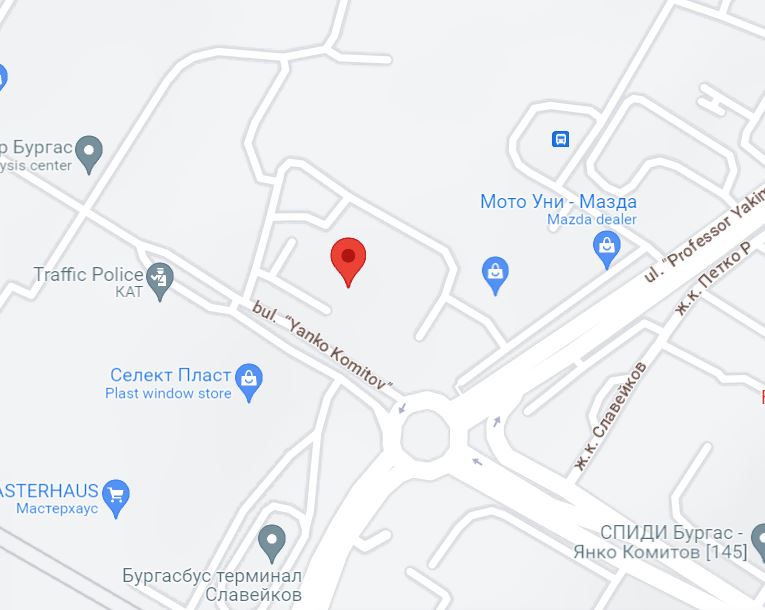 р Бургас
ysis center
Мото Уни - Мазда
Mazda dealer
ul. "Professor Yakim
ж.к. Петко Р
Traffic Police
КАТ
bul. "Yanko Komitov"
Селект Пласт
Plast window store
ж.к. Славейков
ASTERHAUS
Мастерхаус
СПИДИ Бургас -
Янко Комитов [145]
Бургасбус терминал
Славейков